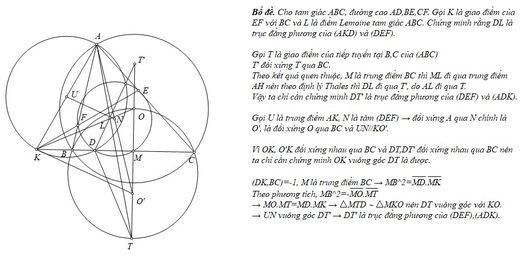 Bổ đề. Cho tam giác ABC, đường cao AD,BE,CF. Gọi K là giao điểm của
EF với BC và L là điểm Lemoine tam giác ABC. Chứng minh rằng DL là
trục đẳng phương của (AKD) và (DEF).
Gọi T là giao điểm của tiếp tuyến tại B,C của (ABC)
T' đối xứng T qua BC.
Theo kết quả quen thuộc, M là trung điểm BC thì ML đi qua trung điểm
AH nên theo định lý Thales thì DL đi qua T', do AL đi qua T.
Vậy ta chỉ cần chứng minh DT' là trục đẳng phương của (DEF) và (ADK).
Gọi U là trung điểm AK, N là tâm (DEF) → đối xứng A qua N chính là
O', là đối xứng O qua BC và UN//KO'.
Vì OK, O'K đối xứng nhau qua BC và DT,DT' đối xứng nhau qua BC nên
ta chỉ cần chứng minh OK vuông góc DT là được.
(DK,BC)=-1, M là trung điểm BC → MB^2=MD.MK
Theo phương tích, MB^2=-MO.MT
→ MO.MT=MD.MK → △MTD ~ △MKO nên DT vuông góc với KO.
→ UN vuông góc DT' → DT' là trục đẳng phương của (DEF),(ADK).
A
T'
E
U
O
F
L
N
K
B
D
M
C
O'
T